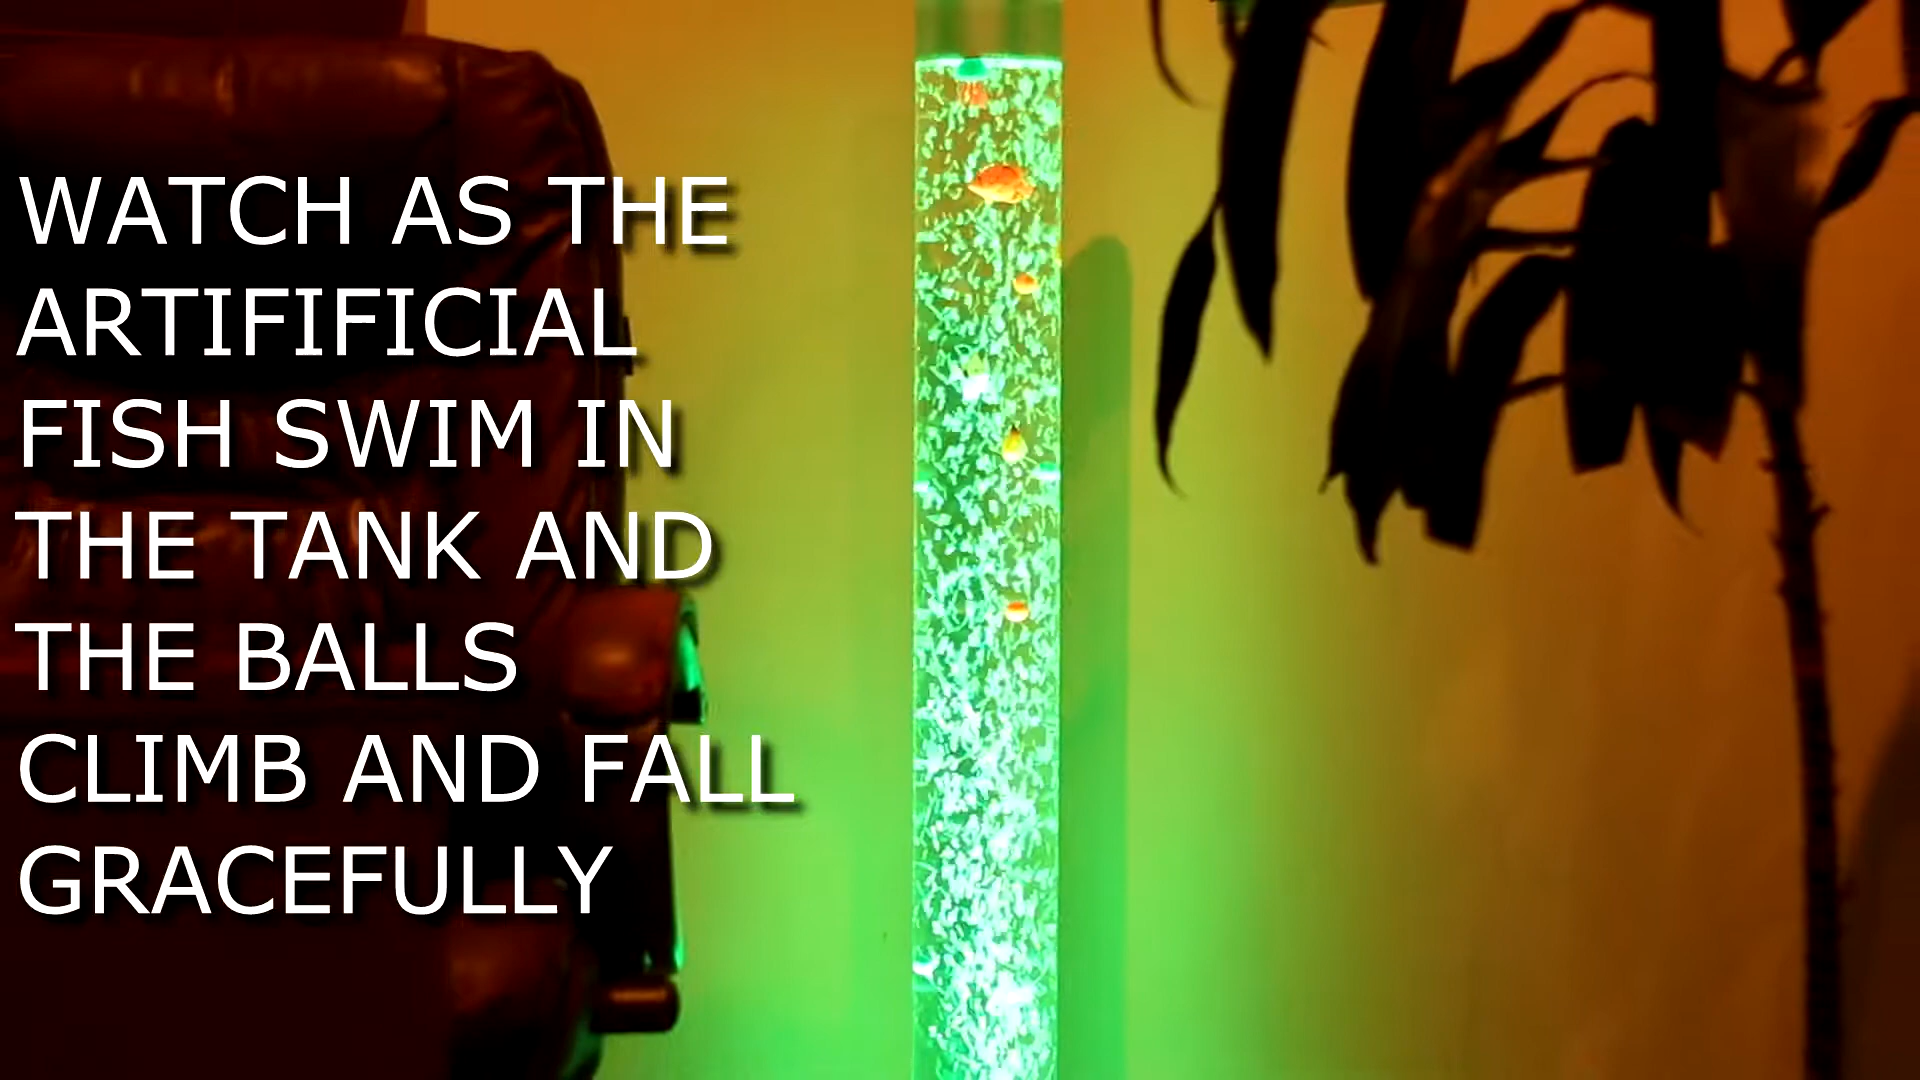 WATCH AS THE
ARTIFIFICIAL
FISH SWIM IN
THE TANK AND
THE BALLS
CLIMB AND FALL
GRACEFULLY